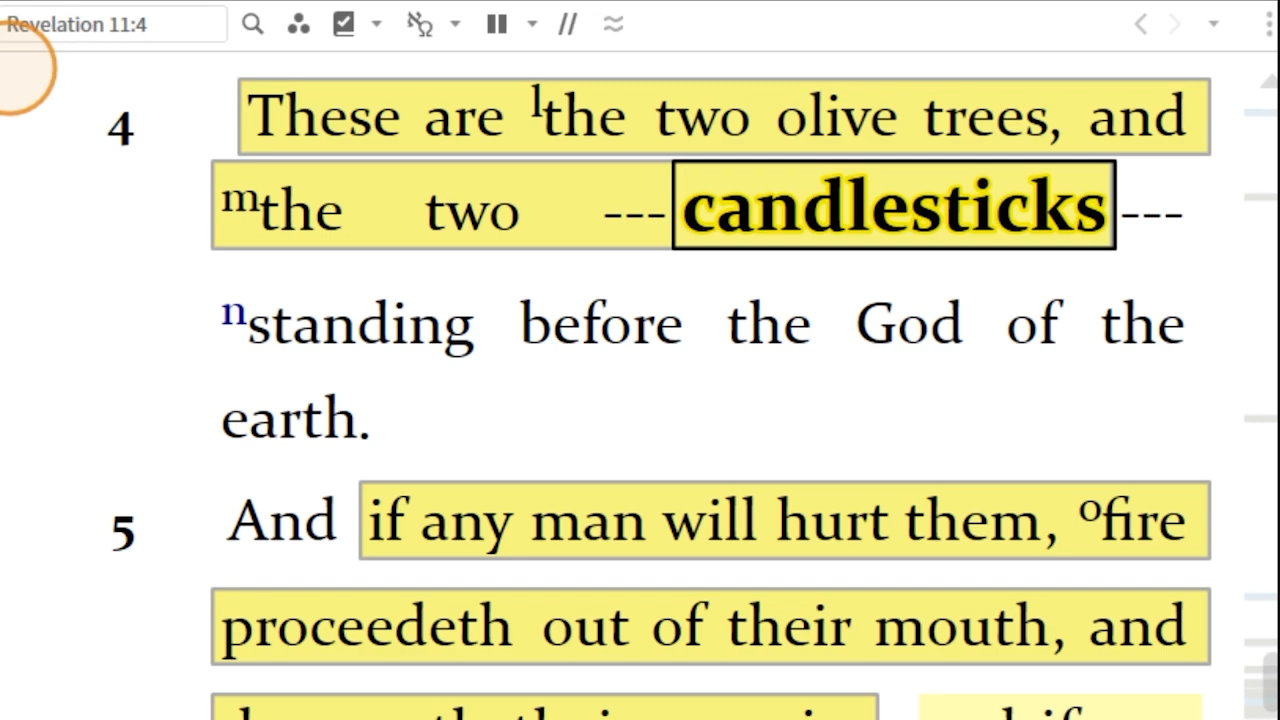 Revelation 11:4
4 These are lthe two olive trees, and
mthe two --- candlesticks ---
nstanding before the God of the
earth.
5 And if any man will hurt them, ofire
proceedeth out of their mouth, and